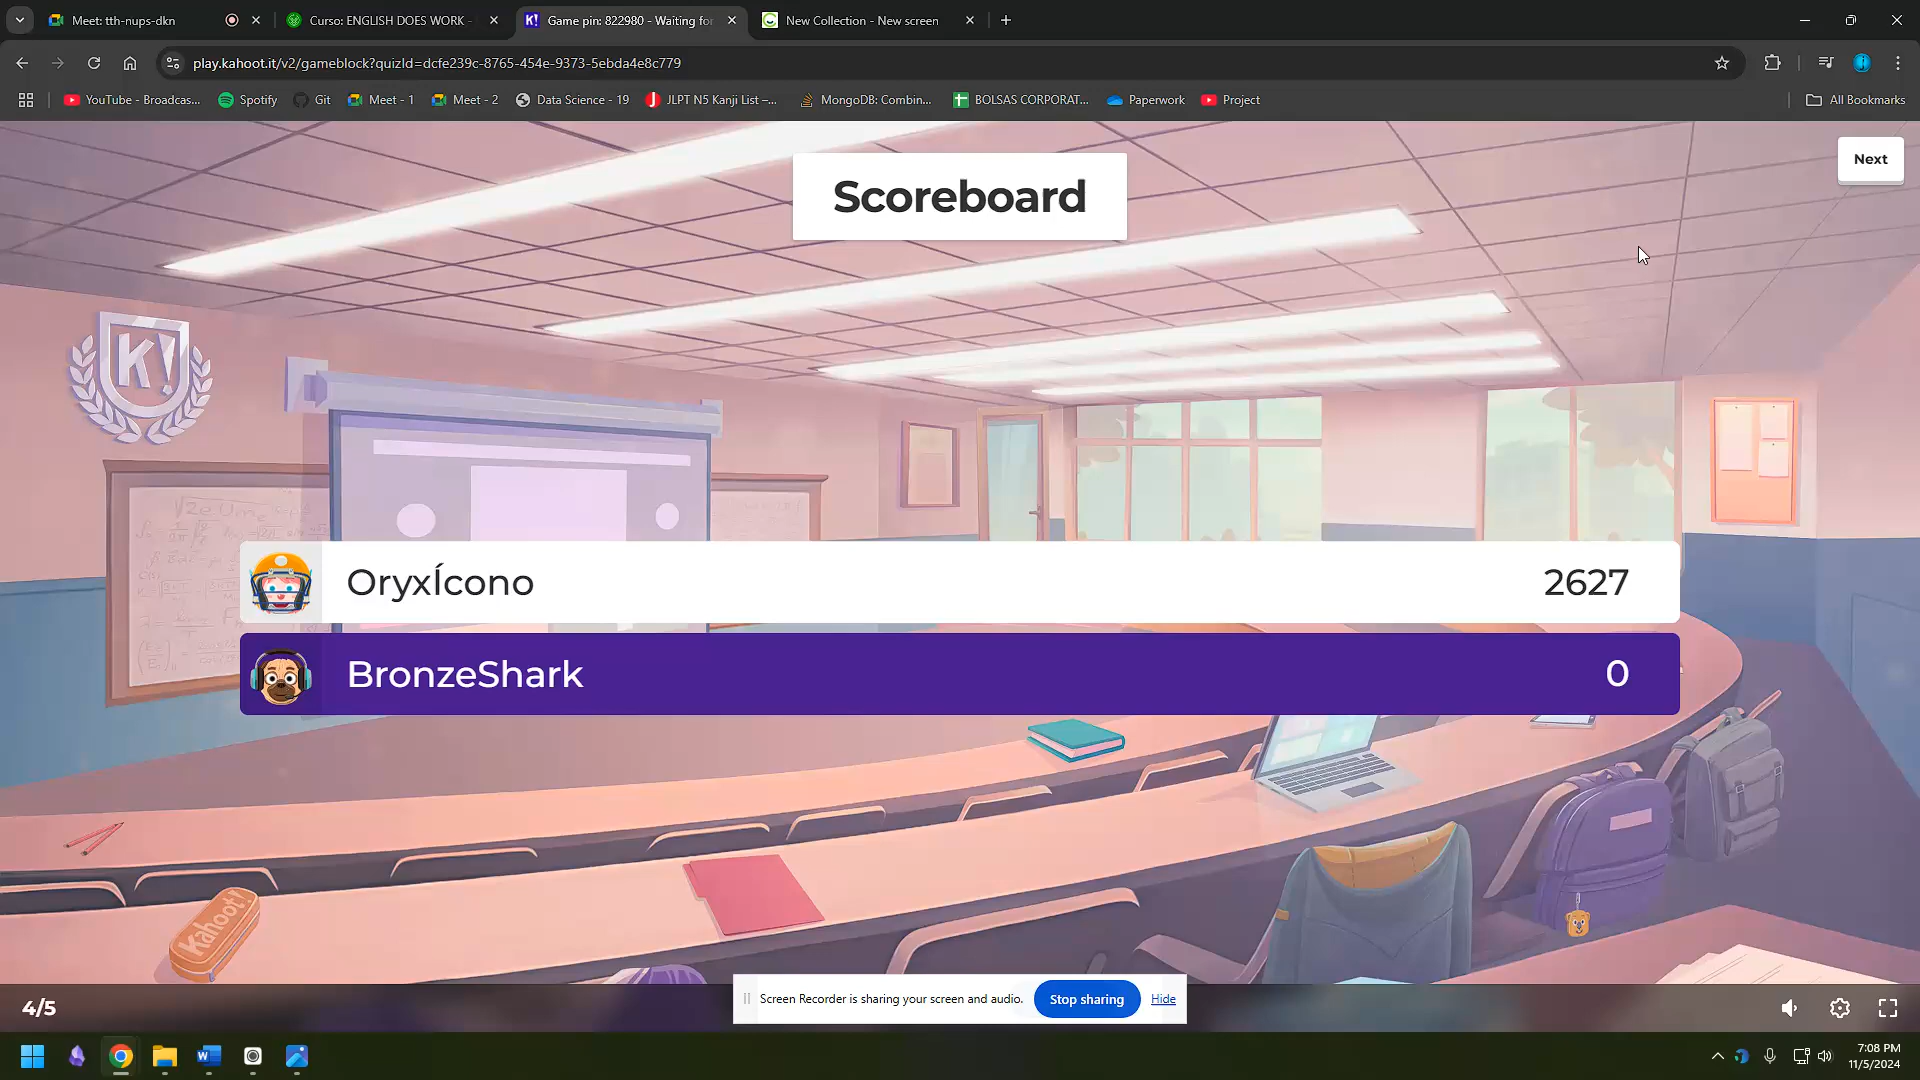 Meet: tth-nups-dkn
Curso: ENGLISH DOES WORK -
Game pin: 822980 - Waiting for
New Collection - New screen
play.kahoot.it/v2/gameblock?quizId=dcfe239c-8765-454e-9373-5ebda4e8c779
YouTube - Broadcas...
Spotify
Git
Meet - 1
Meet - 2
Data Science - 19
JLPT N5 Kanji List –...
MongoDB: Combin...
BOLSAS CORPORAT...
Paperwork
Project
All Bookmarks
Next
Scoreboard
K!
OryxÍcono 2627
BronzeShark 0
Kahoot!
4/5
Screen Recorder is sharing your screen and audio.
Stop sharing
Hide
7:08 PM
11/5/2024